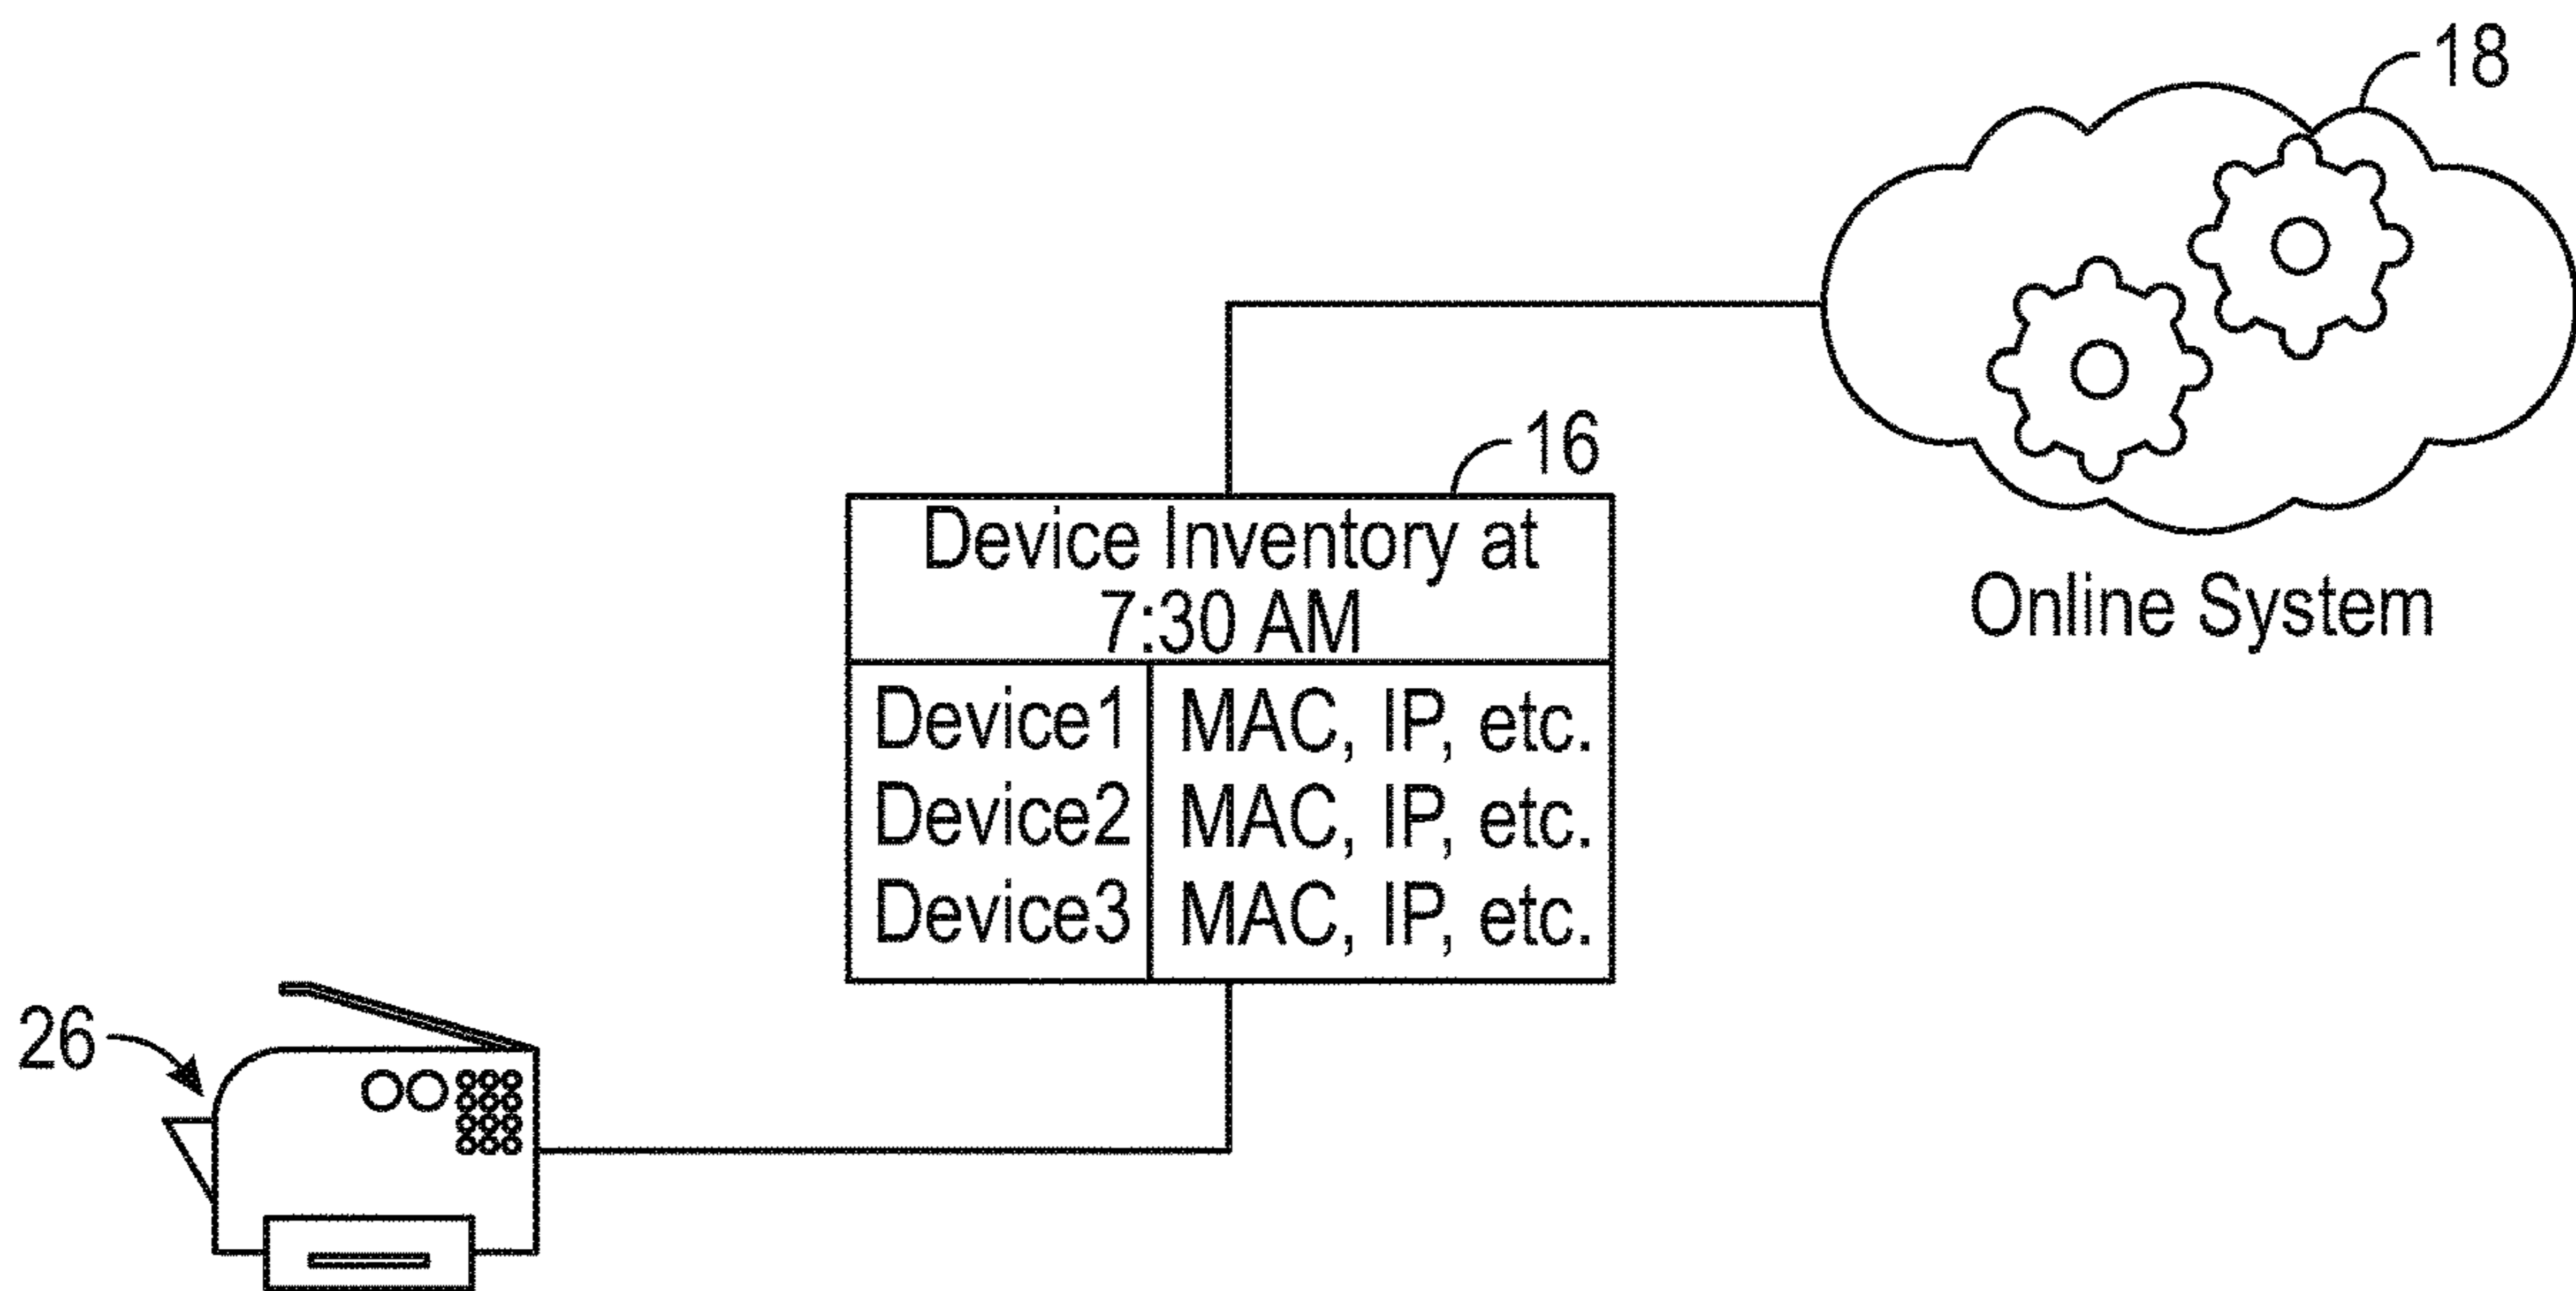 18
16
Device Inventory at
7:30 AM
Online System
Device1 MAC, IP, etc.
Device2 MAC, IP, etc.
Device3 MAC, IP, etc.
26